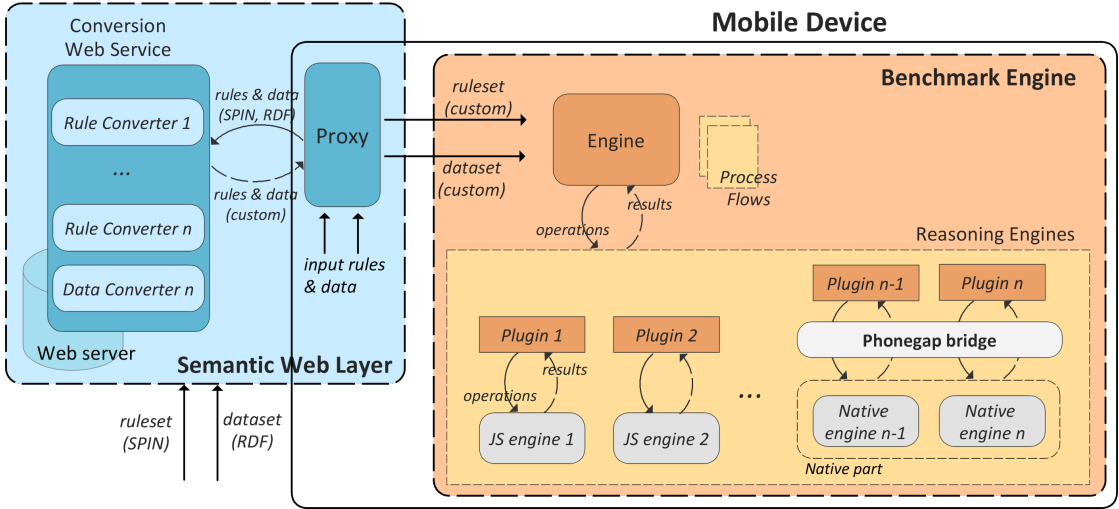 Mobile Device
Conversion
Web Service
Rule Converter 1
...
Rule Converter n
Data Converter n
Web server
rules & data
(SPIN, RDF)
rules & data
(custom)
Proxy
input rules
& data
Semantic Web Layer
ruleset
(SPIN)
dataset
(RDF)
ruleset
(custom)
dataset
(custom)
Benchmark Engine
Engine
Process
Flows
operations
results
Reasoning Engines
Plugin 1
Plugin 2
Plugin n-1
Plugin n
Phonegap bridge
operations
results
...
JS engine 1
JS engine 2
Native
engine n-1
Native
engine n
Native part